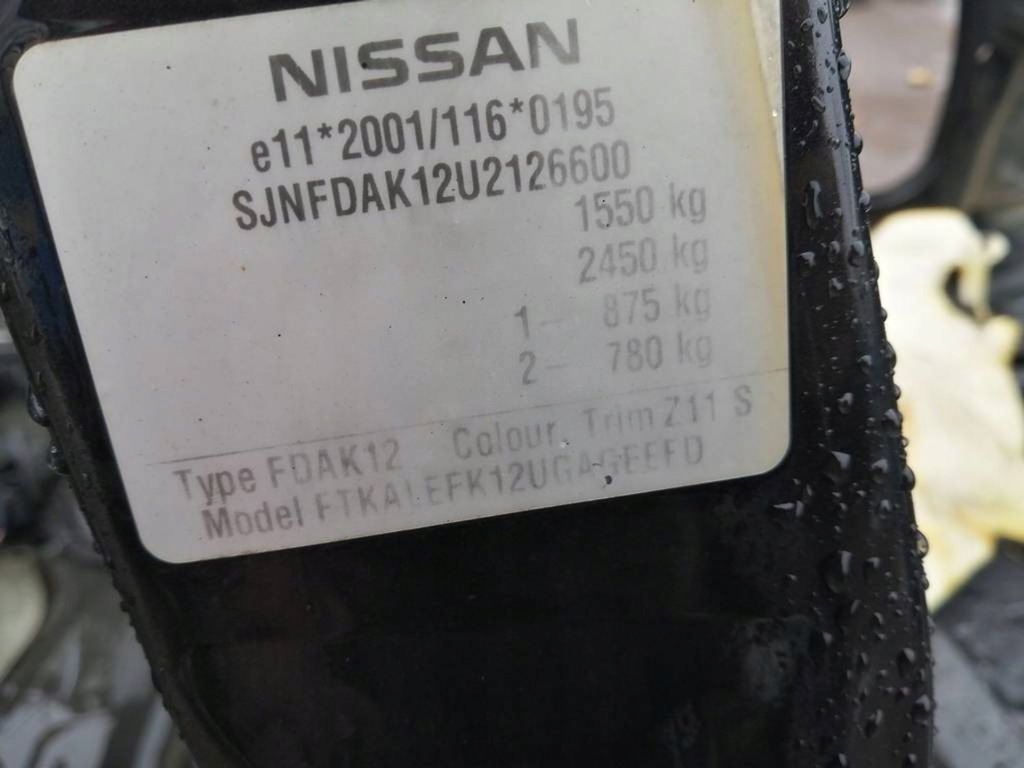 NISSAN
e11*2001/116*0195
SJNFDAK12U2126600
1550 kg
2450 kg
1 – 875 kg
2 – 780 kg
Type FDAK12 Colour, Trim Z11 S
Model FTKALEFK12UGAGEEFD